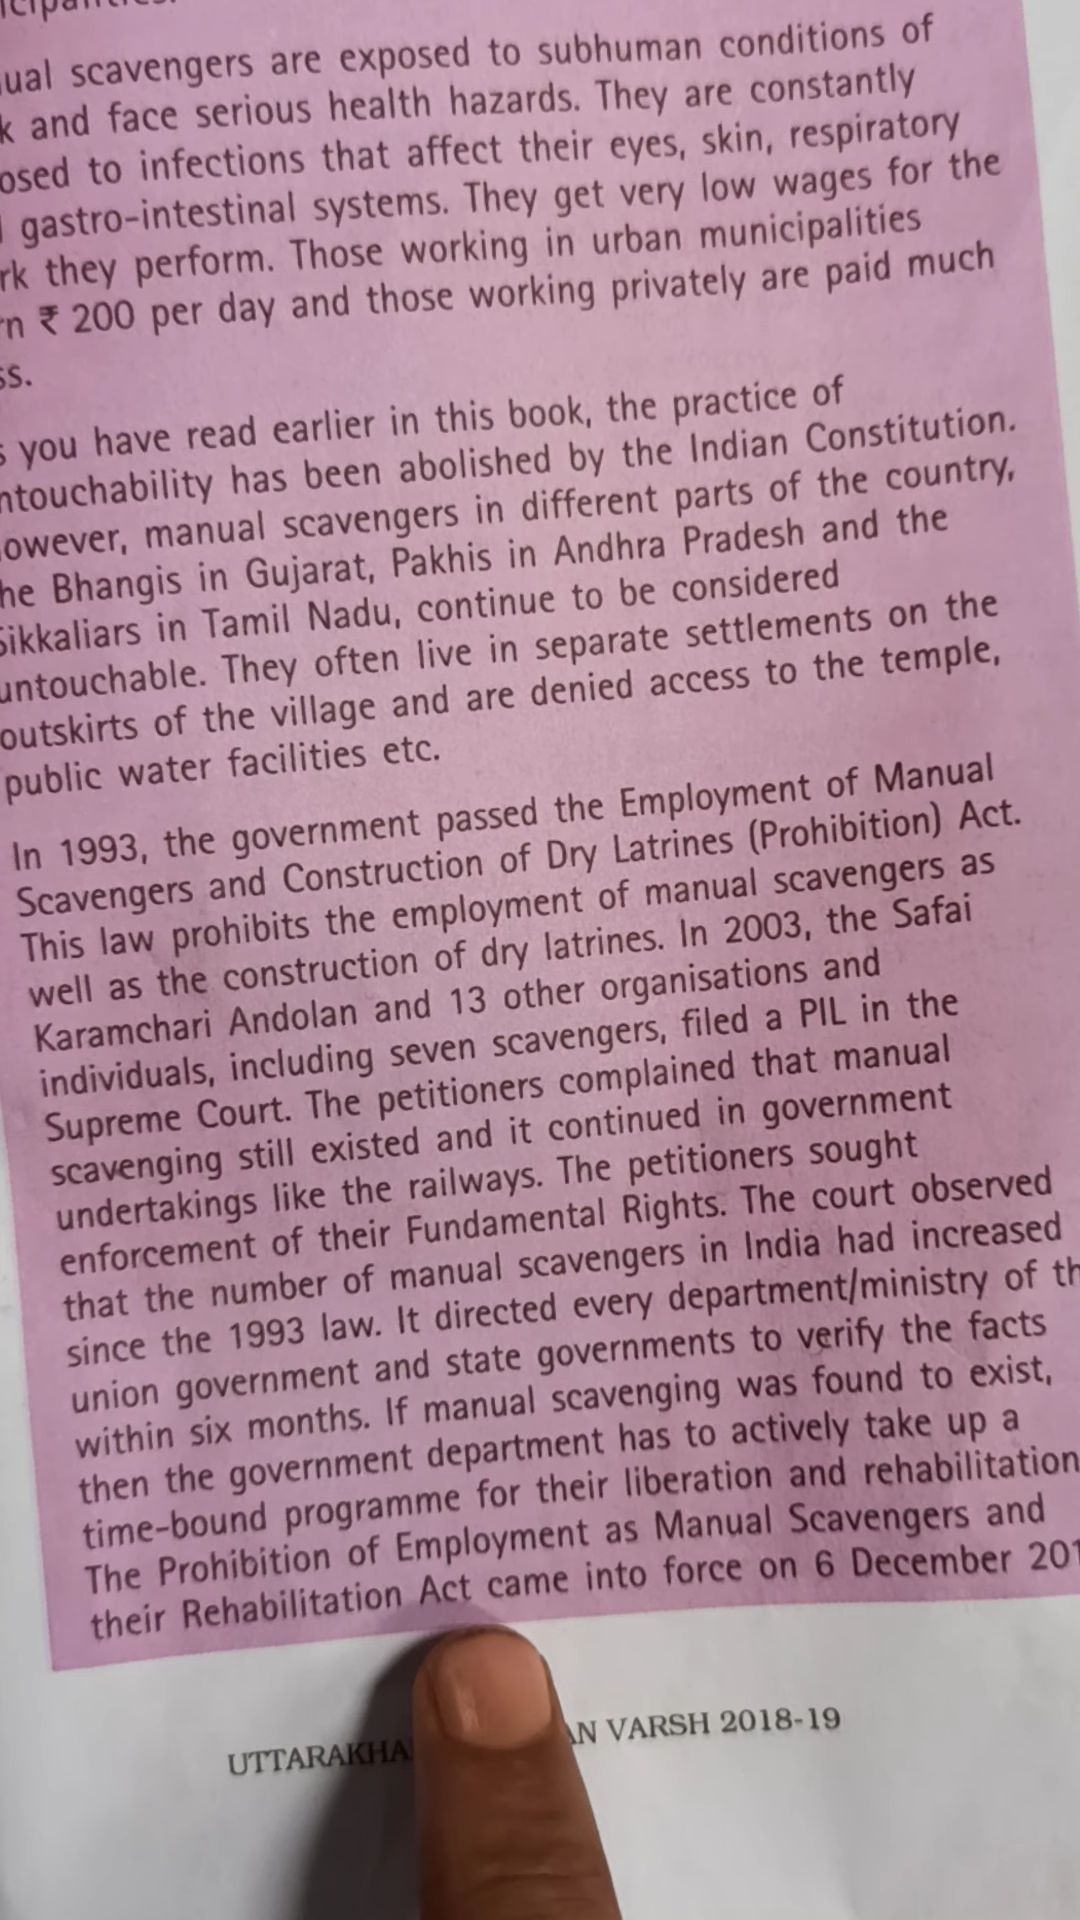 ual scavengers are exposed to subhuman conditions of
k and face serious health hazards. They are constantly
osed to infections that affect their eyes, skin, respiratory
gastro-intestinal systems. They get very low wages for the
rk they perform. Those working in urban municipalities
rn ₹ 200 per day and those working privately are paid much
ss.
s you have read earlier in this book, the practice of
ntouchability has been abolished by the Indian Constitution.
owever, manual scavengers in different parts of the country,
he Bhangis in Gujarat, Pakhis in Andhra Pradesh and the
Sikkaliars in Tamil Nadu, continue to be considered
untouchable. They often live in separate settlements on the
outskirts of the village and are denied access to the temple,
public water facilities etc.
In 1993, the government passed the Employment of Manual
Scavengers and Construction of Dry Latrines (Prohibition) Act.
This law prohibits the employment of manual scavengers as
well as the construction of dry latrines. In 2003, the Safai
Karamchari Andolan and 13 other organisations and
individuals, including seven scavengers, filed a PIL in the
Supreme Court. The petitioners complained that manual
scavenging still existed and it continued in government
undertakings like the railways. The petitioners sought
enforcement of their Fundamental Rights. The court observed
that the number of manual scavengers in India had increased
since the 1993 law. It directed every department/ministry of th
union government and state governments to verify the facts
within six months. If manual scavenging was found to exist,
then the government department has to actively take up a
time-bound programme for their liberation and rehabilitation
The Prohibition of Employment as Manual Scavengers and
their Rehabilitation Act came into force on 6 December 201
UTTARAKHA AN VARSH 2018-19